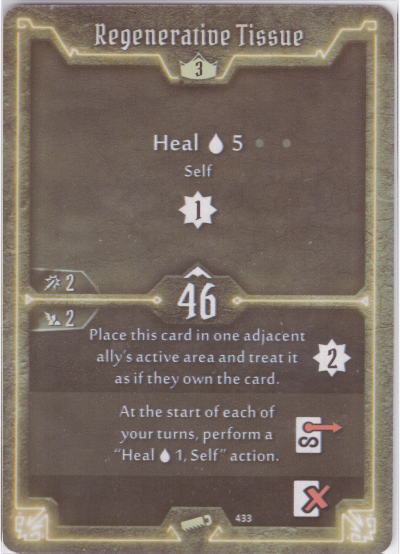 Regenerative Tissue
3
Heal 5
Self
1
2
46
2
Place this card in one adjacent
ally's active area and treat it
as if they own the card.
2
At the start of each of
your turns, perform a
"Heal 1, Self" action.
433